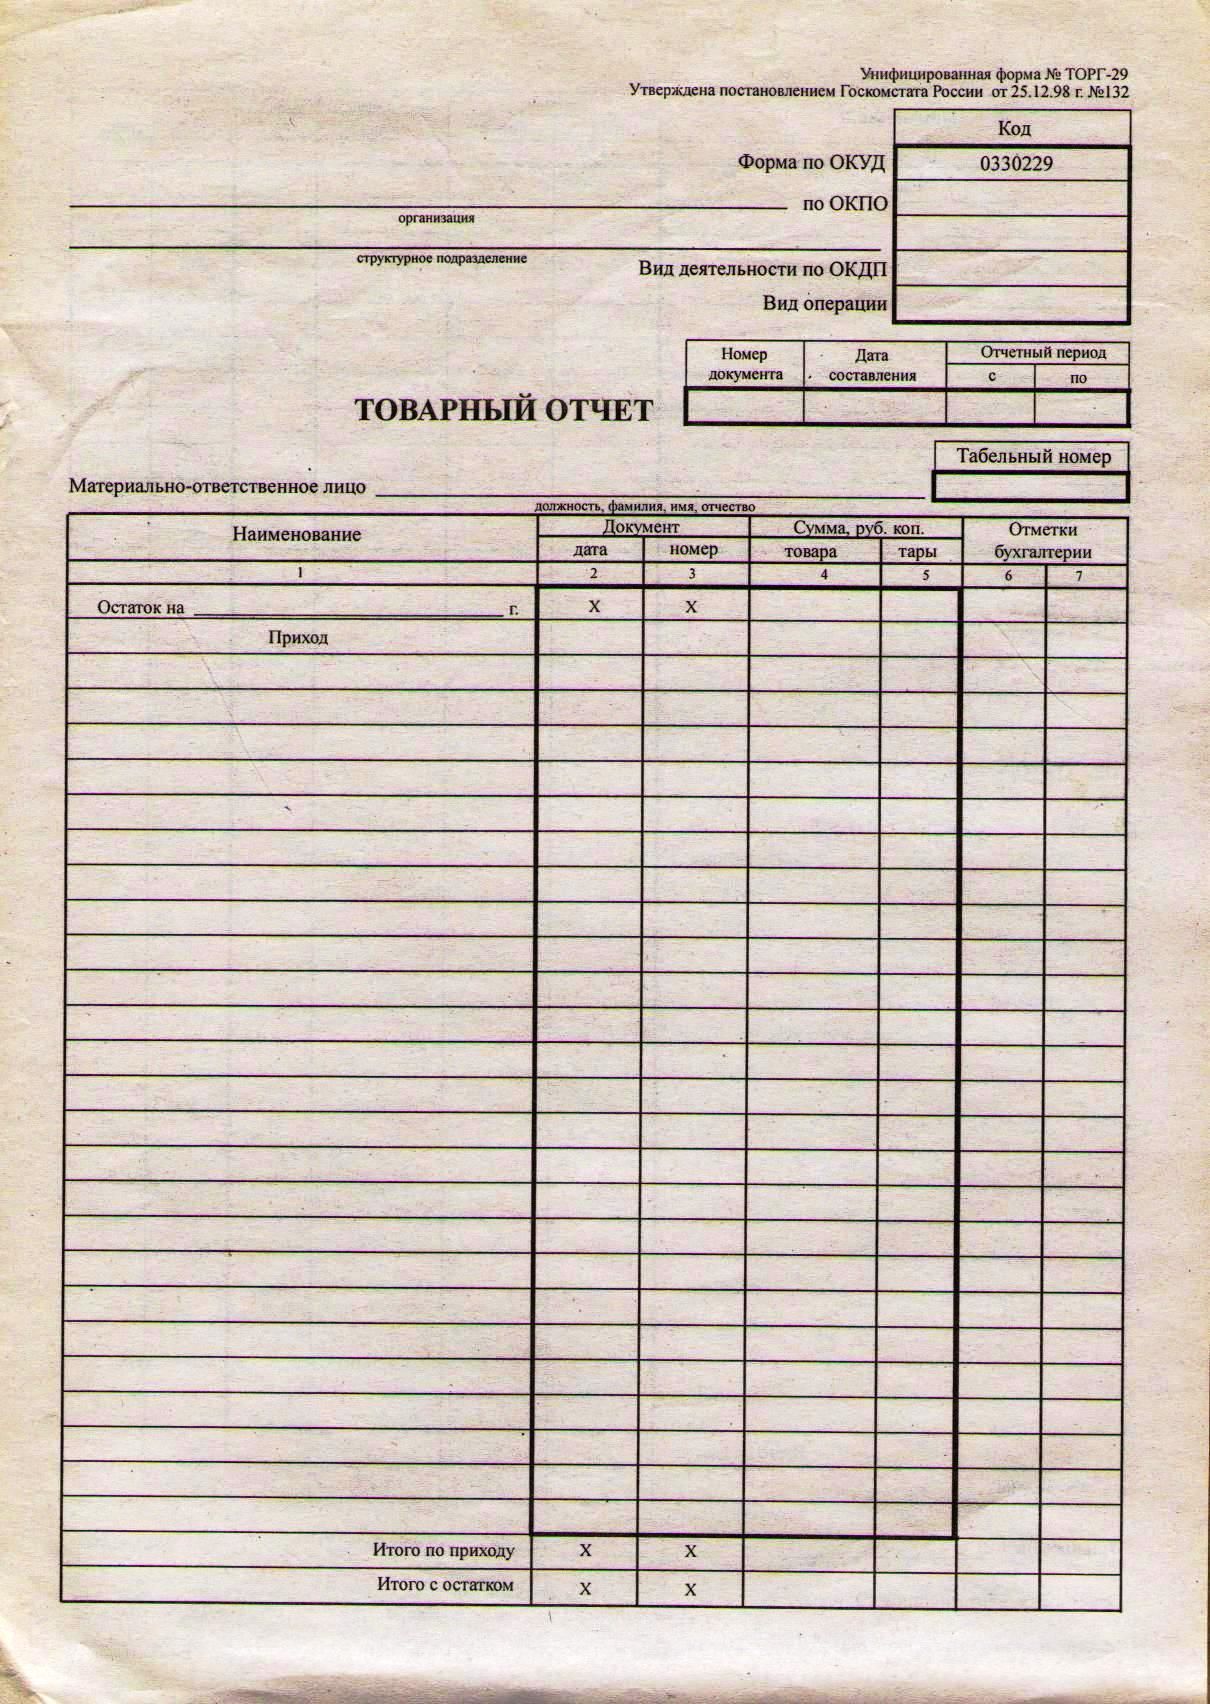 Унифицированная форма № ТОРГ-29
Утверждена постановлением Госкомстата России от 25.12.98 г. №132
Код
Форма по ОКУД 0330229
по ОКПО
организация
структурное подразделение
Вид деятельности по ОКДП
Вид операции
Номер документа Дата составления Отчетный период
с по
ТОВАРНЫЙ ОТЧЕТ
Табельный номер
Материально-ответственное лицо
должность, фамилия, имя, отчество
Наименование Документ Сумма, руб. коп. Отметки бухгалтерии
дата номер товара тары
1 2 3 4 5 6 7
Остаток на г. X X
Приход
Итого по приходу X X
Итого с остатком X X